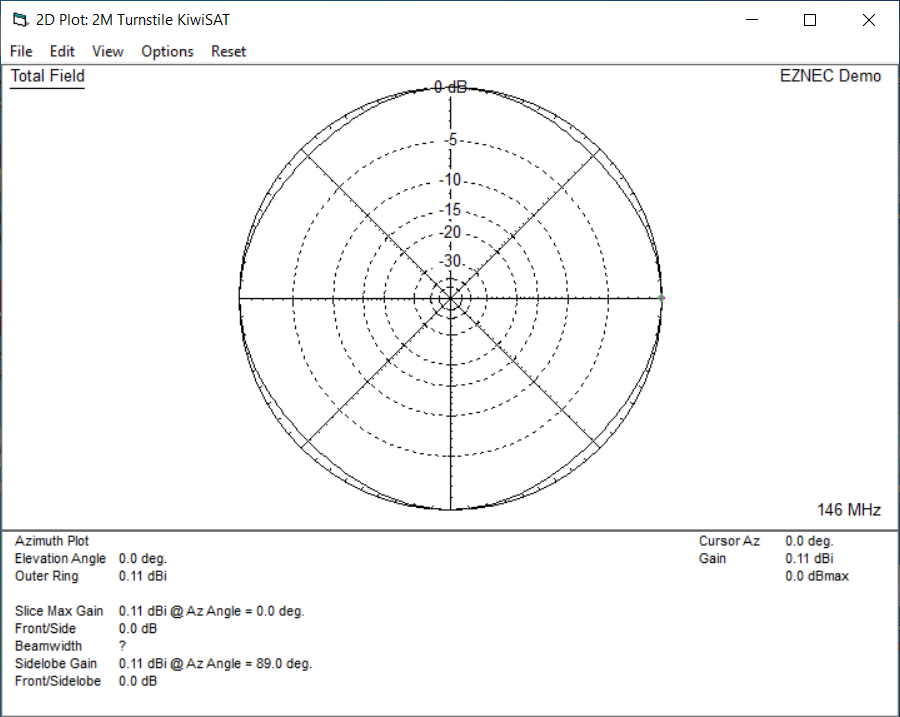 2D Plot: 2M Turnstile KiwiSAT
File Edit View Options Reset
Total Field
EZNEC Demo
0 dB
-5
-10
-15
-20
-30
146 MHz
Azimuth Plot
Elevation Angle 0.0 deg.
Outer Ring 0.11 dBi
Slice Max Gain 0.11 dBi @ Az Angle = 0.0 deg.
Front/Side 0.0 dB
Beamwidth ?
Sidelobe Gain 0.11 dBi @ Az Angle = 89.0 deg.
Front/Sidelobe 0.0 dB
Cursor Az 0.0 deg.
Gain 0.11 dBi
0.0 dBmax